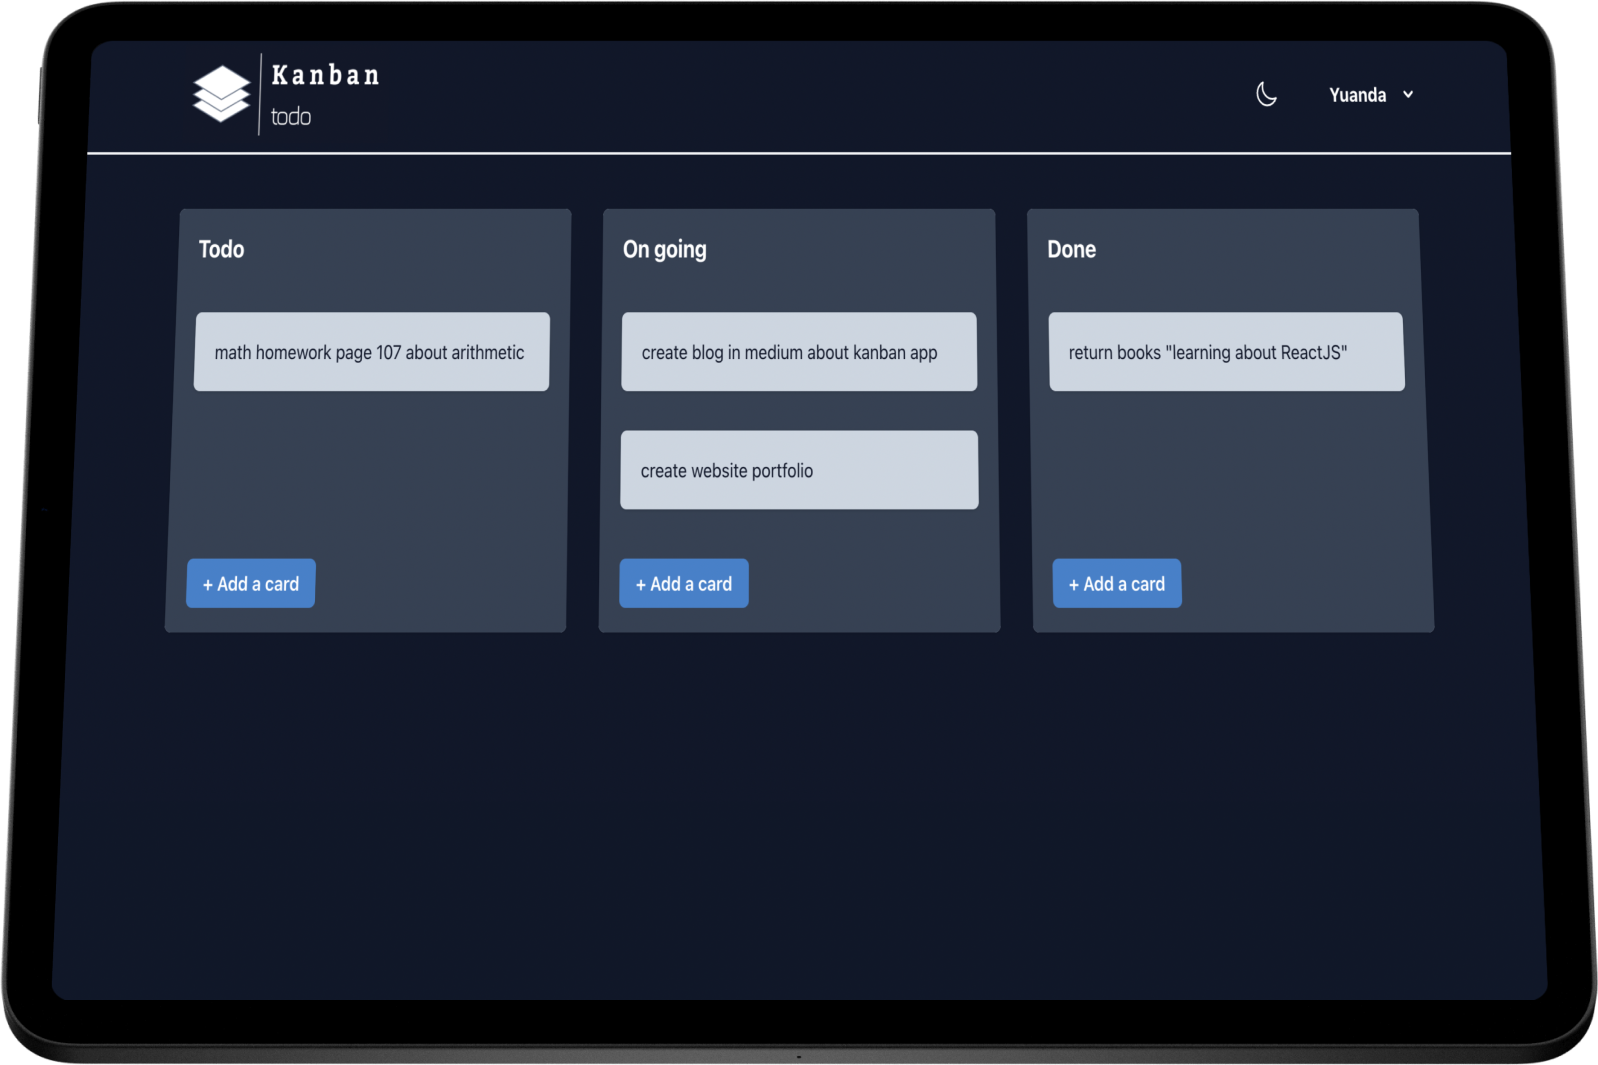 Kanban
todo
Yuanda
Todo
math homework page 107 about arithmetic
+ Add a card
On going
create blog in medium about kanban app
create website portfolio
+ Add a card
Done
return books "learning about ReactJS"
+ Add a card